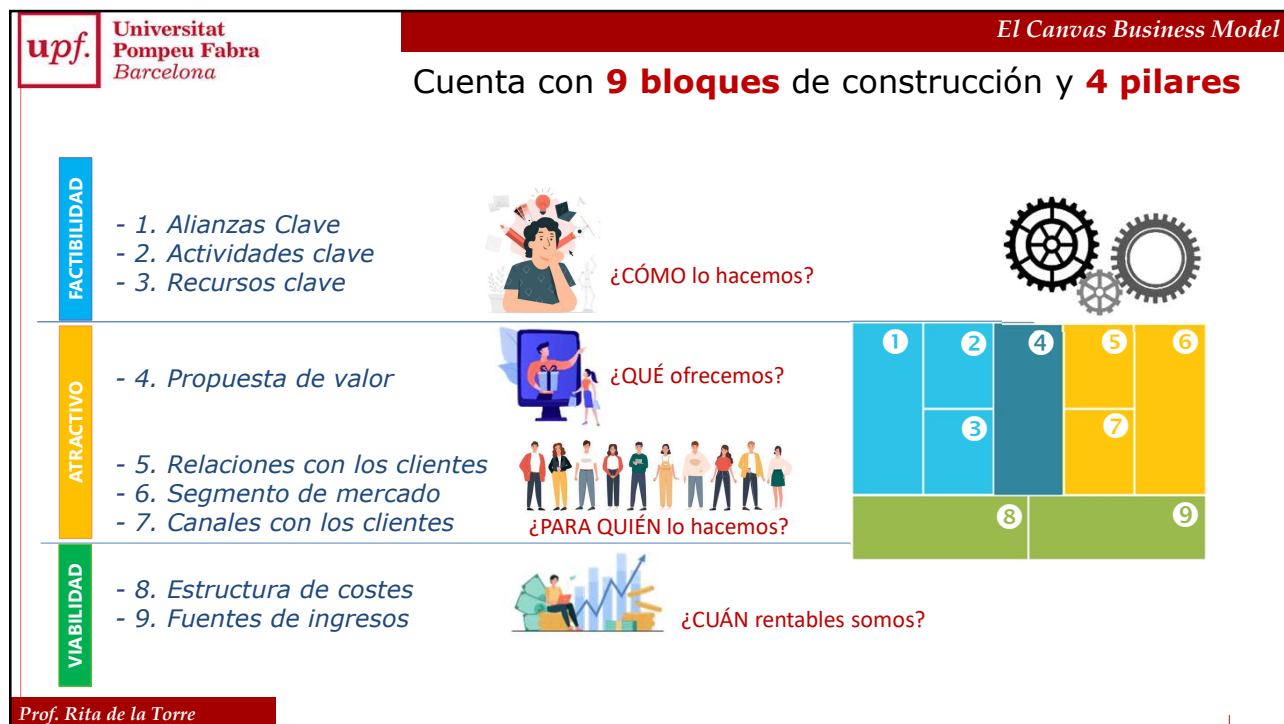 upf.
Universitat
Pompeu Fabra
Barcelona
El Canvas Business Model
Cuenta con 9 bloques de construcción y 4 pilares
FACTIBILIDAD
- 1. Alianzas Clave
- 2. Actividades clave
- 3. Recursos clave
¿CÓMO lo hacemos?
ATRACTIVO
- 4. Propuesta de valor
¿QUÉ ofrecemos?
- 5. Relaciones con los clientes
- 6. Segmento de mercado
- 7. Canales con los clientes
¿PARA QUIÉN lo hacemos?
VIABILIDAD
- 8. Estructura de costes
- 9. Fuentes de ingresos
¿CUÁN rentables somos?
1
2
4
5
6
3
7
8
9
Prof. Rita de la Torre